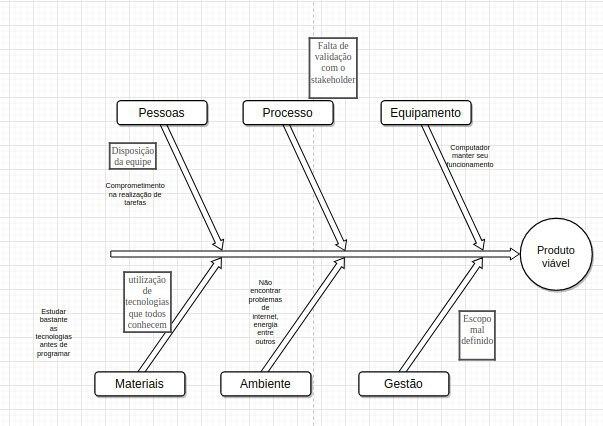 Falta de
validação
com o
stakeholder
Pessoas
Processo
Equipamento
Disposição
da equipe
Computador
manter seu
funcionamento
Comprometimento
na realização de
tarefas
Produto
viável
utilização
de
tecnologias
que todos
conhecem
Não
encontrar
problemas
de
internet,
energia
entre
outros
Estudar
bastante
as
tecnologias
antes de
programar
Escopo
mal
definido
Materiais
Ambiente
Gestão